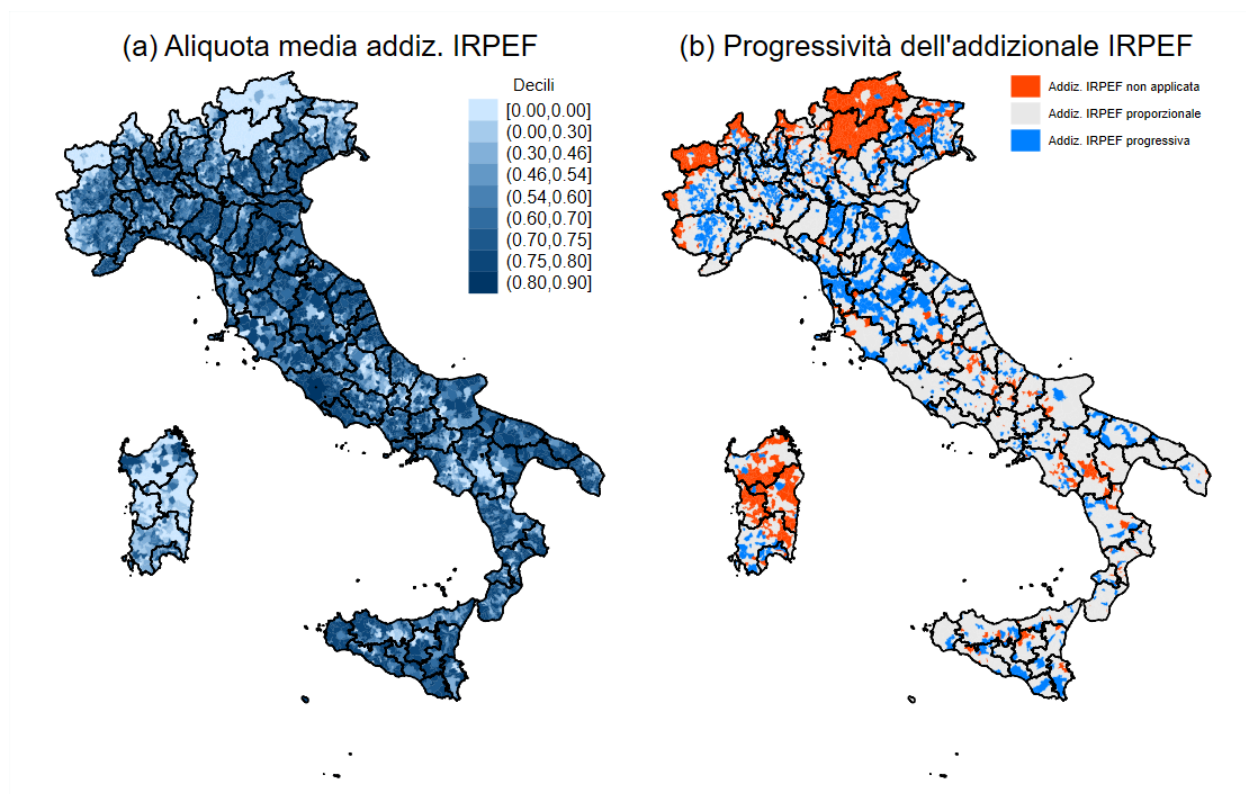 (a) Aliquota media addiz. IRPEF
Decili
[0.00,0.00]
(0.00,0.30]
(0.30,0.46]
(0.46,0.54]
(0.54,0.60]
(0.60,0.70]
(0.70,0.75]
(0.75,0.80]
(0.80,0.90]
(b) Progressività dell'addizionale IRPEF
Addiz. IRPEF non applicata
Addiz. IRPEF proporzionale
Addiz. IRPEF progressiva